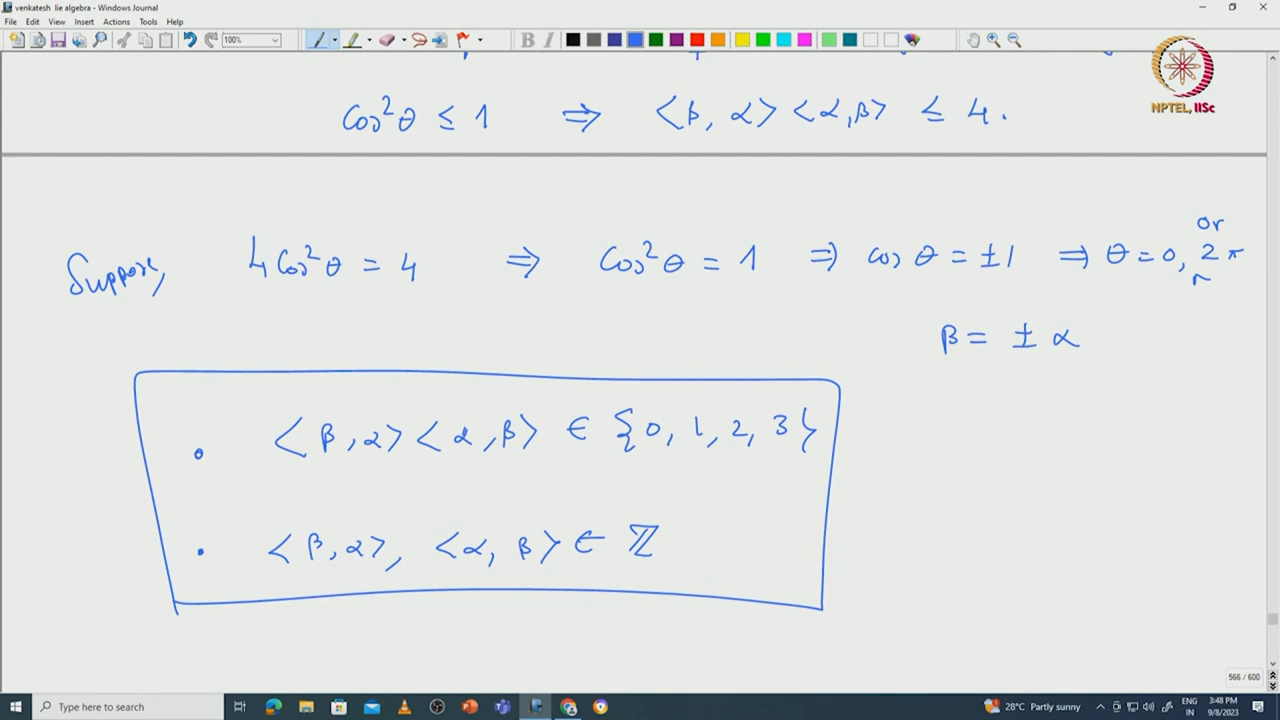 venkatesh lie algebra - Windows Journal
File Edit View Insert Actions Tools Help
100%
B I
NPTEL, IISc
Cos²θ ≤ 1 ⇒ <β, α> <α, β> ≤ 4.
Suppose, 4Cos²θ = 4 ⇒ Cos²θ = 1 ⇒ cos θ = ±1 ⇒ θ = 0, 2π
or
π
β = ± α
• <β, α> <α, β> ∈ {0, 1, 2, 3}
• <β, α>, <α, β> ∈ ℤ
566 / 600
Type here to search
28°C Partly sunny
ENG
IN
3:48 PM
9/8/2023